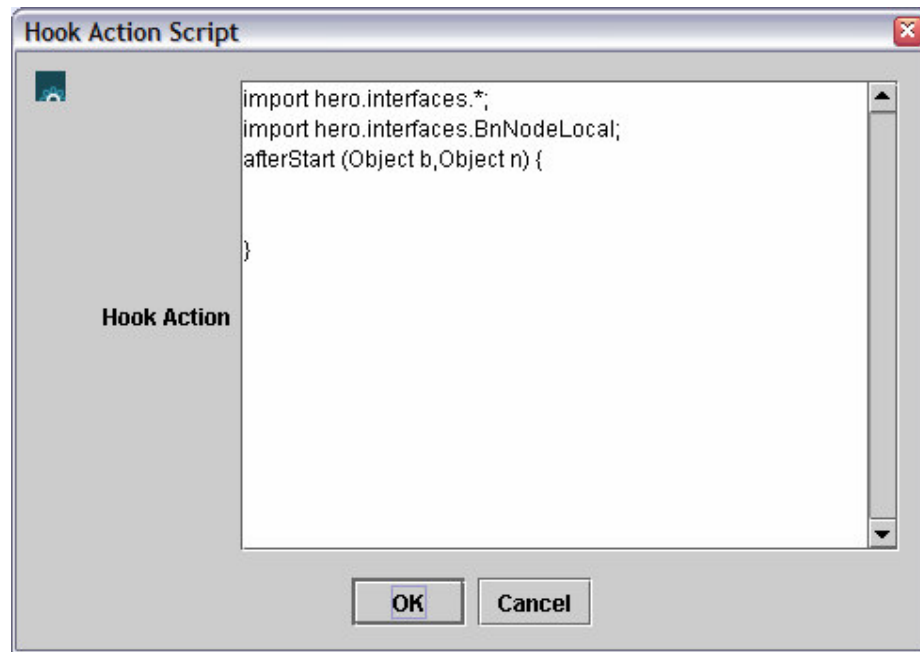 Hook Action Script
import hero.interfaces.*;
import hero.interfaces.BnNodeLocal;
afterStart (Object b,Object n) {
}
Hook Action
OK
Cancel